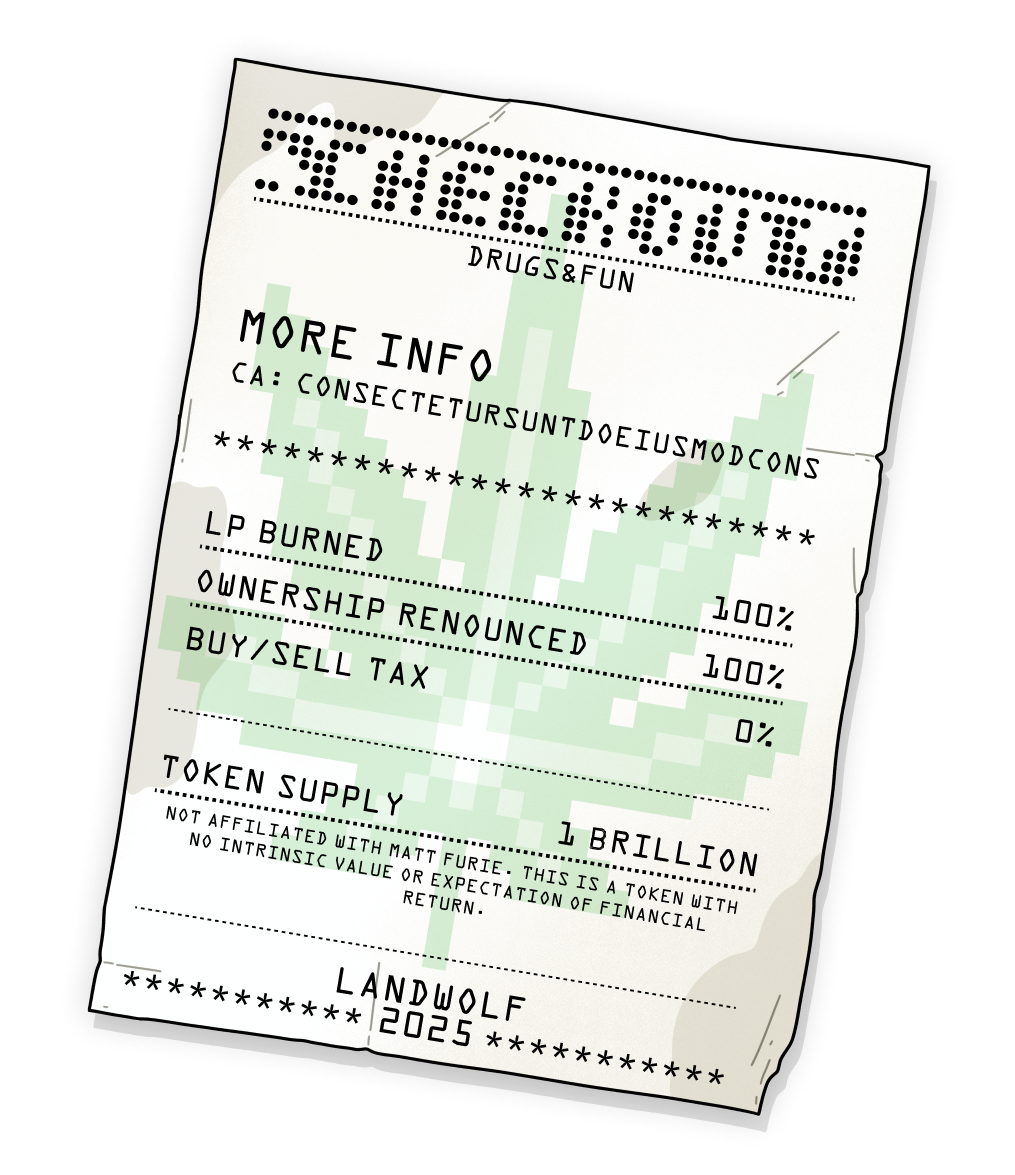 CHECKOUT
DRUGS&FUN
MORE INFO
CA: CONSECTETURSUNTDOEIUSMODCONS
**************************
LP BURNED 100%
OWNERSHIP RENOUNCED 100%
BUY/SELL TAX 0%
TOKEN SUPPLY 1 BRILLION
NOT AFFILIATED WITH MATT FURIE. THIS IS A TOKEN WITH
NO INTRINSIC VALUE OR EXPECTATION OF FINANCIAL
RETURN.
LANDWOLF
*********** 2025 ***********